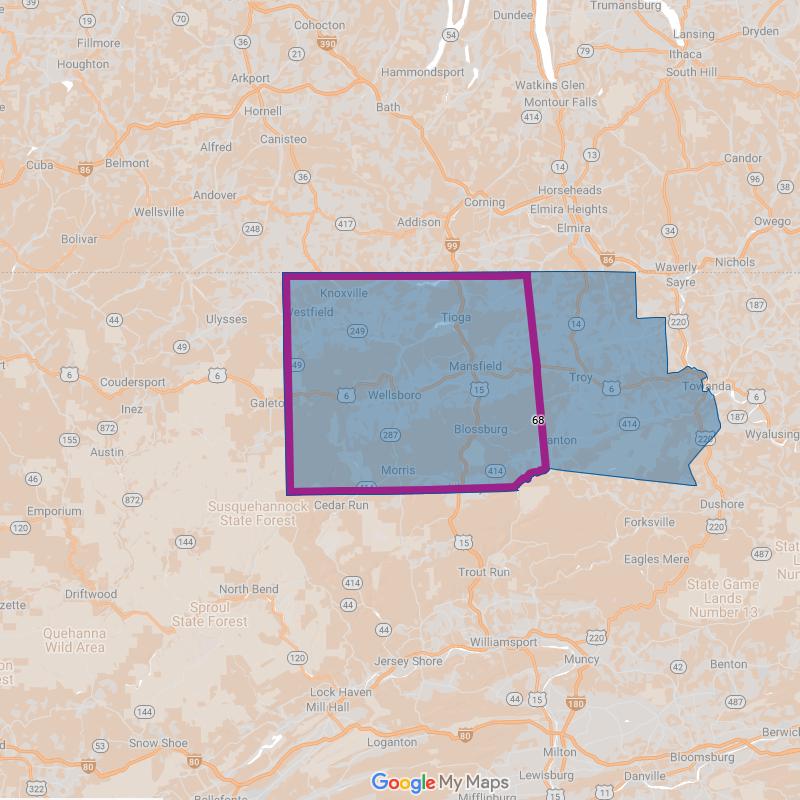 Dundee
Trumansburg
Cohocton
19
70
54
Fillmore
36
390
Lansing
Dryden
Houghton
21
79
Ithaca
Arkport
Hammondsport
South Hill
Watkins Glen
Montour Falls
Hornell
Bath
414
Alfred
Canisteo
13
Cuba
86
Belmont
14
Candor
36
96
38
Andover
Corning
Horseheads
Wellsville
Elmira Heights
Addison
Owego
248
417
Elmira
34
Bolivar
99
86
Nichols
Waverly
Sayre
Knoxville
187
Westfield
Ulysses
44
249
Tioga
14
220
49
49
Mansfield
6
6
Troy
Coudersport
6
15
6
Towanda
6
Galeton
Wellsboro
Inez
68
187
872
155
287
Blossburg
414
Wyalusing
Canton
220
Austin
Morris
414
46
414
872
Cedar Run
Dushore
Emporium
Susquehannock
State Forest
Forksville
120
220
144
15
487
State Game
Lands
Eagles Mere
Trout Run
414
State Game
Lands
Number 13
Driftwood
North Bend
44
Sproul
State Forest
Quehanna
Wild Area
44
Williamsport
220
120
Jersey Shore
Muncy
42
Benton
Lock Haven
44
15
487
Mill Hall
180
144
80
Snow Shoe
53
Loganton
Berwick
80
80
Milton
Bloomsburg
Google My Maps
Lewisburg
Danville
322
Bellefonte
Mifflinburg
15
11